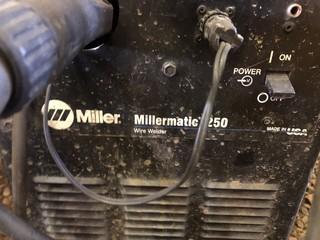 ON
POWER
OFF
Miller Millermatic 250
Wire Welder
MADE IN USA